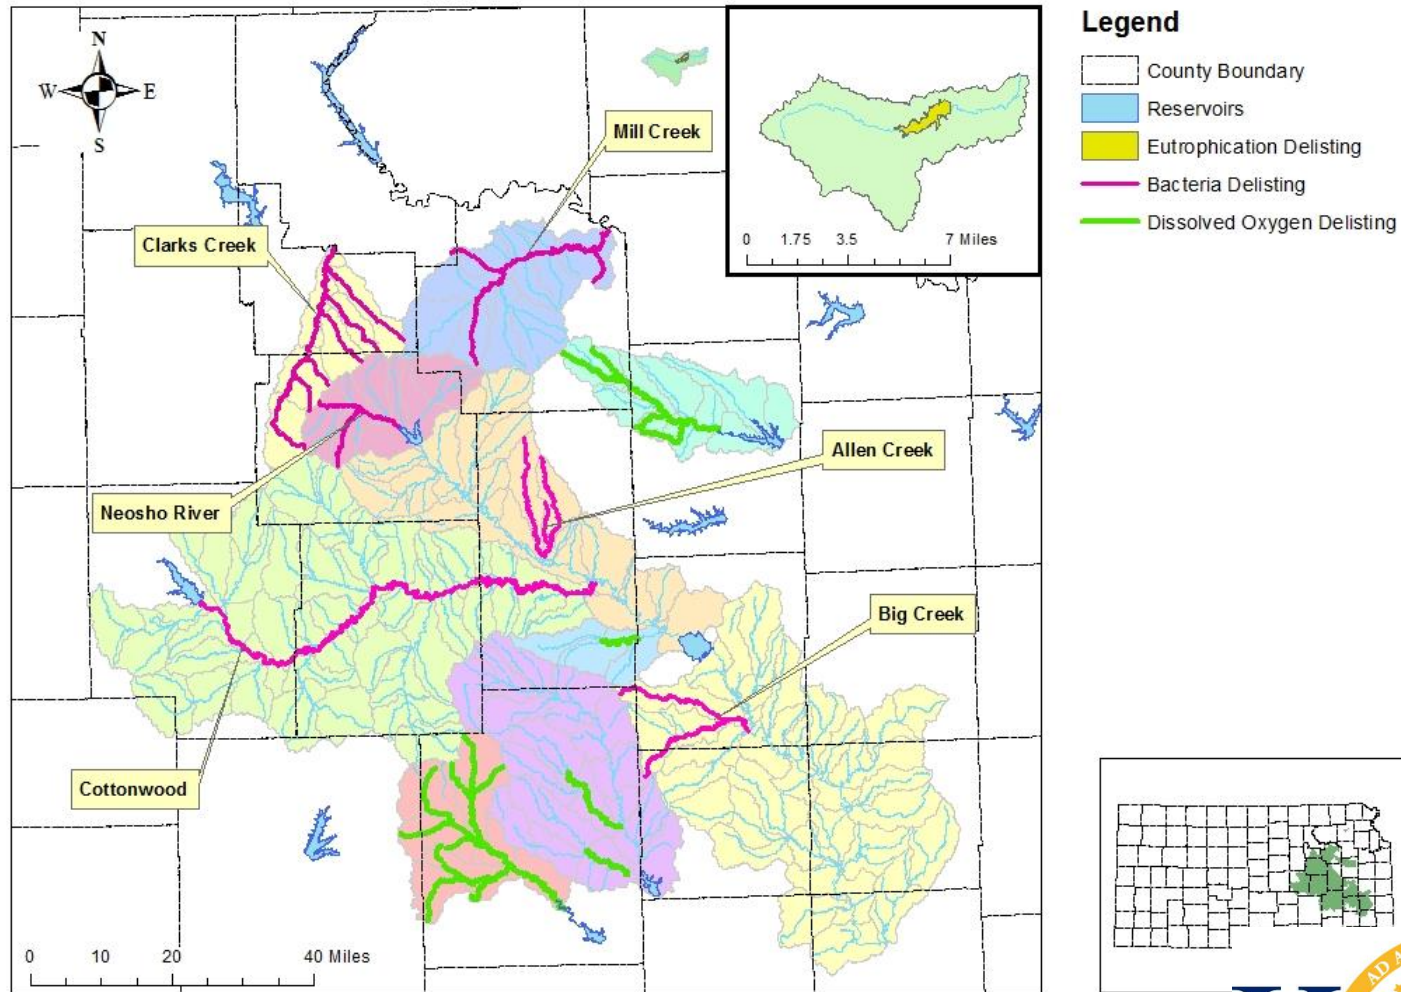 N
W E
S
Mill Creek
Clarks Creek
Allen Creek
Neosho River
Big Creek
Cottonwood
0 10 20 40 Miles
0 1.75 3.5 7 Miles
Legend
County Boundary
Reservoirs
Eutrophication Delisting
Bacteria Delisting
Dissolved Oxygen Delisting